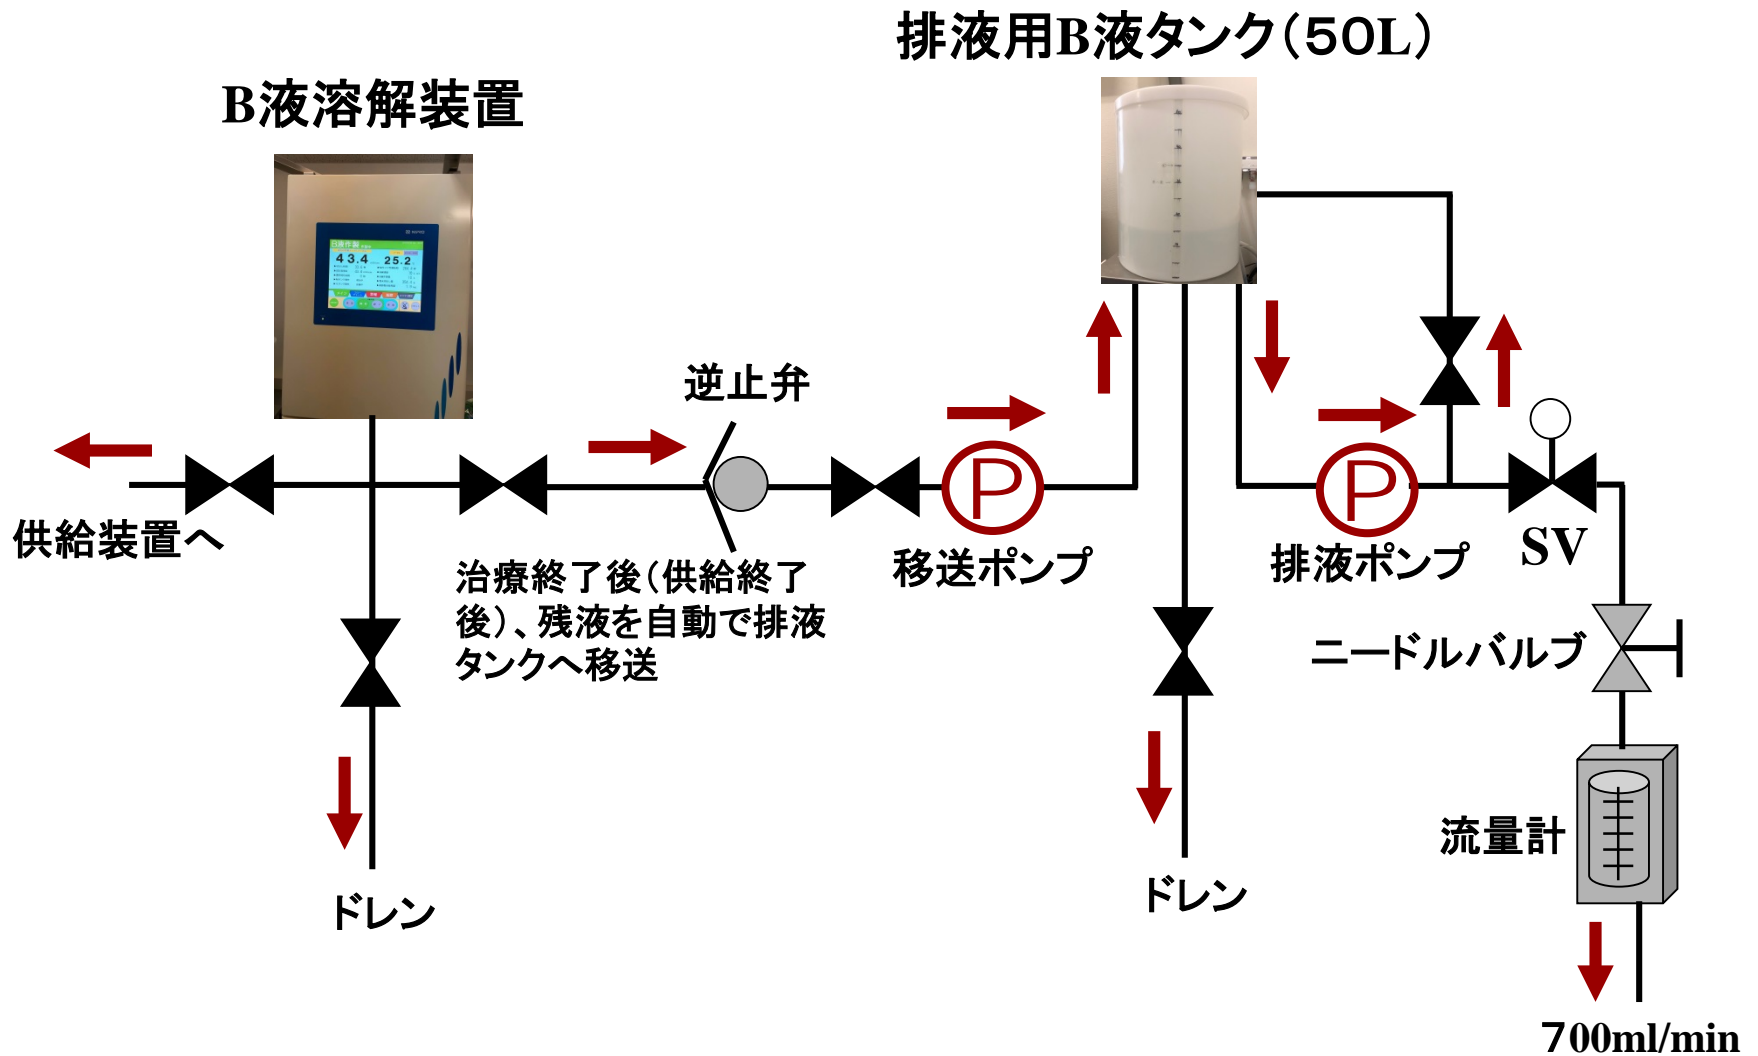 排液用B液タンク（50L）
B液溶解装置
B液作製
43.4
25.2
逆止弁
P
P
供給装置へ
移送ポンプ
排液ポンプ
SV
治療終了後（供給終了
後）、残液を自動で排液
タンクへ移送
ニードルバルブ
流量計
ドレン
ドレン
700ml/min